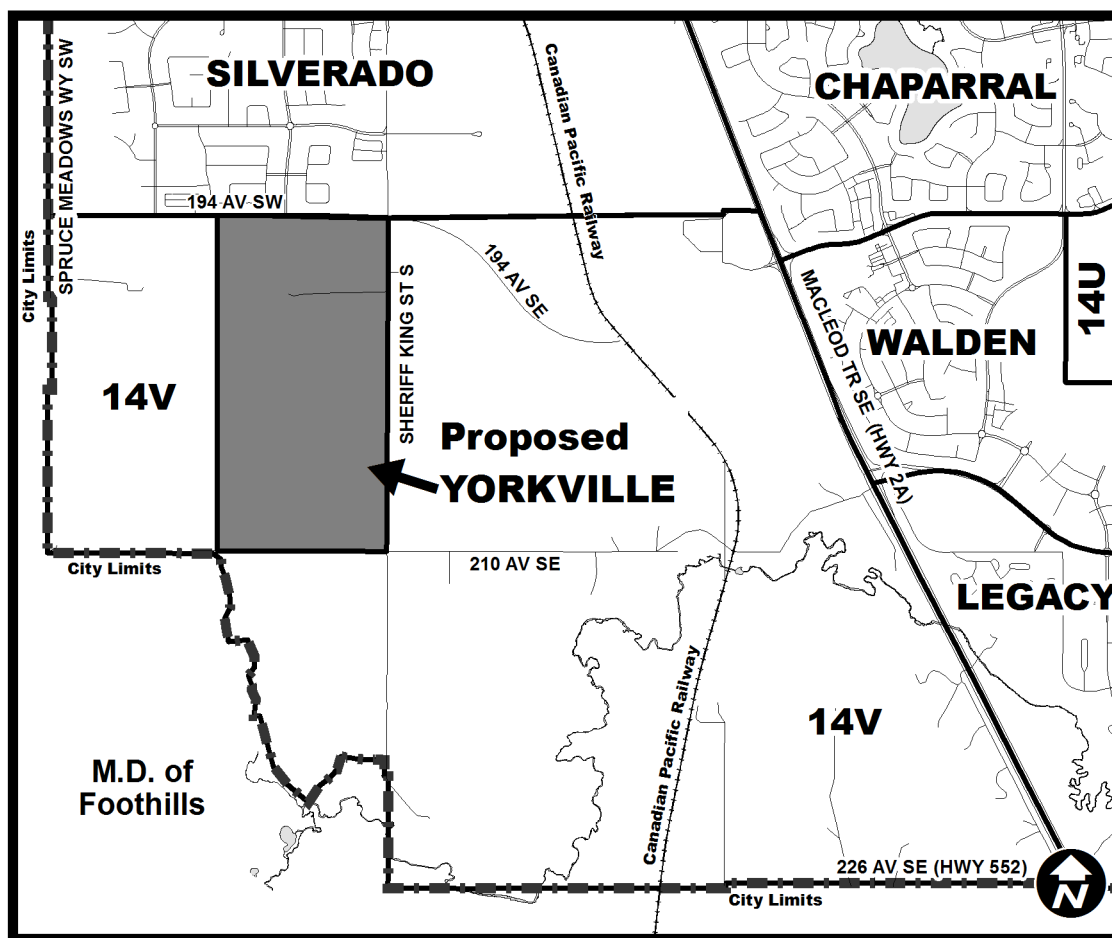 SILVERADO
CHAPARRAL
Canadian Pacific Railway
SPRUCE MEADOWS WY SW
194 AV SW
City Limits
194 AV SE
SHERIFF KING ST S
MACLEOD TR SE (HWY 2A)
14U
WALDEN
14V
Proposed
YORKVILLE
City Limits
210 AV SE
LEGACY
Canadian Pacific Railway
14V
M.D. of
Foothills
226 AV SE (HWY 552)
City Limits
N